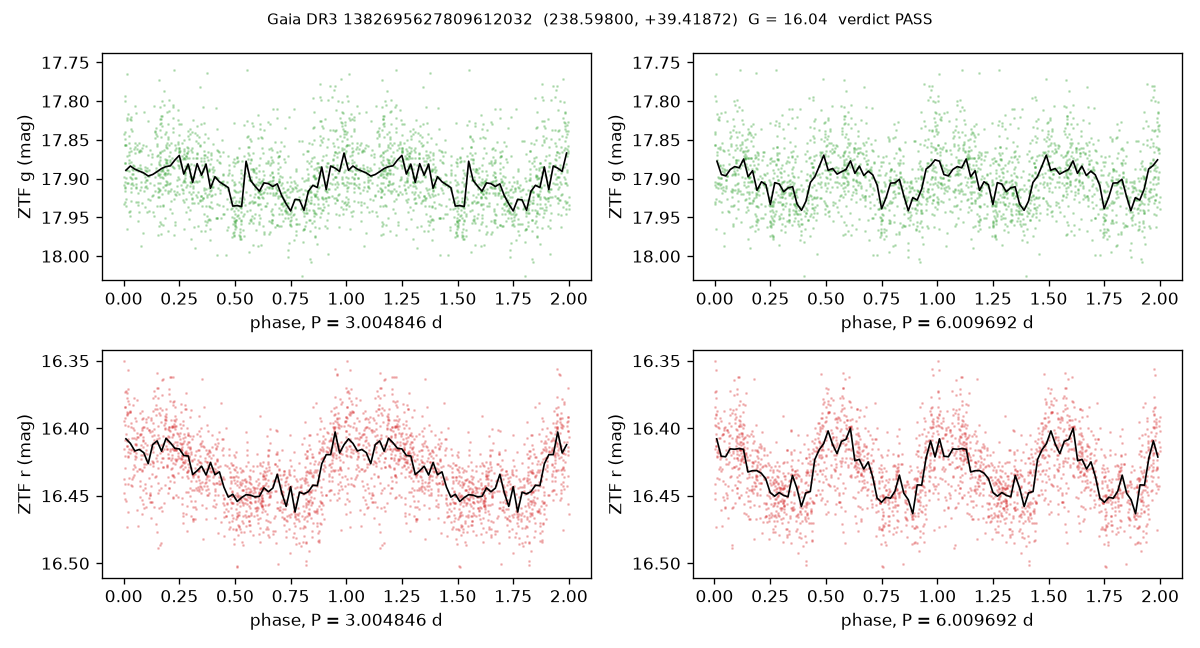 Gaia DR3 1382695627809612032 (238.59800, +39.41872) G = 16.04 verdict PASS
17.75
17.80
17.85
17.90
17.95
18.00
ZTF g (mag)
0.00 0.25 0.50 0.75 1.00 1.25 1.50 1.75 2.00
phase, P = 3.004846 d
17.75
17.80
17.85
17.90
17.95
18.00
ZTF g (mag)
0.00 0.25 0.50 0.75 1.00 1.25 1.50 1.75 2.00
phase, P = 6.009692 d
16.35
16.40
16.45
16.50
ZTF r (mag)
0.00 0.25 0.50 0.75 1.00 1.25 1.50 1.75 2.00
phase, P = 3.004846 d
16.35
16.40
16.45
16.50
ZTF r (mag)
0.00 0.25 0.50 0.75 1.00 1.25 1.50 1.75 2.00
phase, P = 6.009692 d